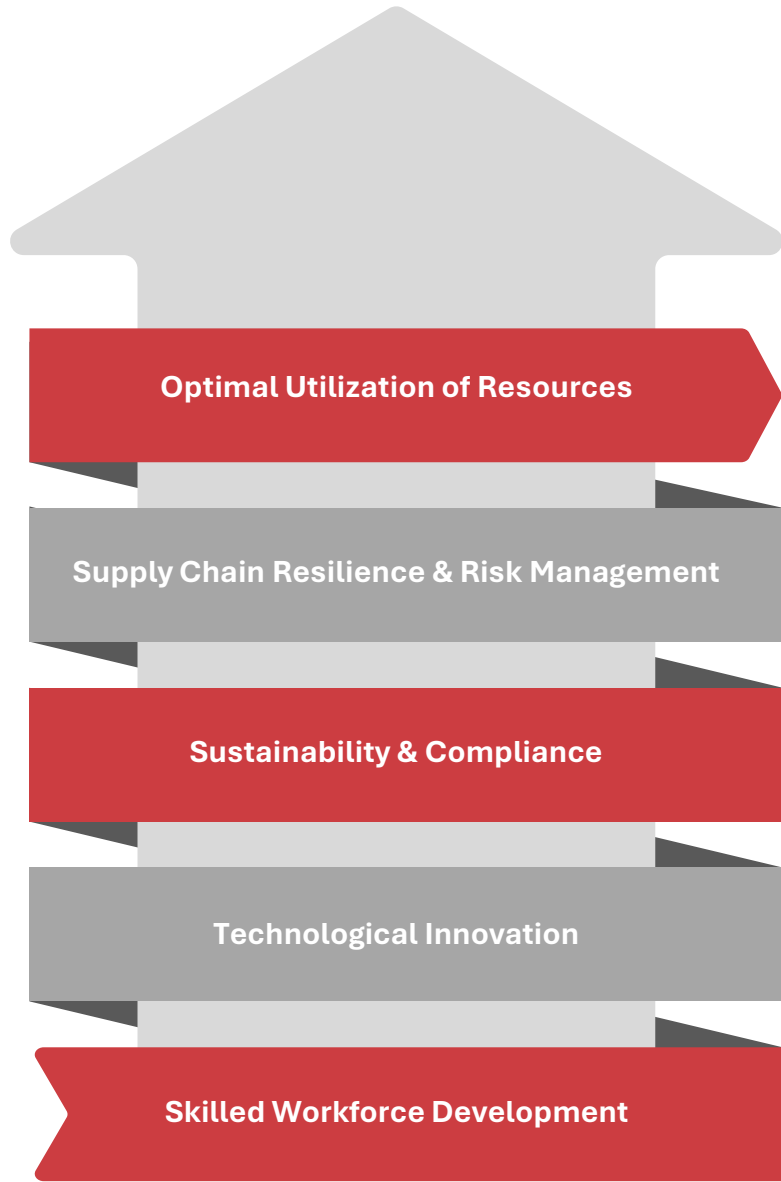 Optimal Utilization of Resources
Supply Chain Resilience & Risk Management
Sustainability & Compliance
Technological Innovation
Skilled Workforce Development